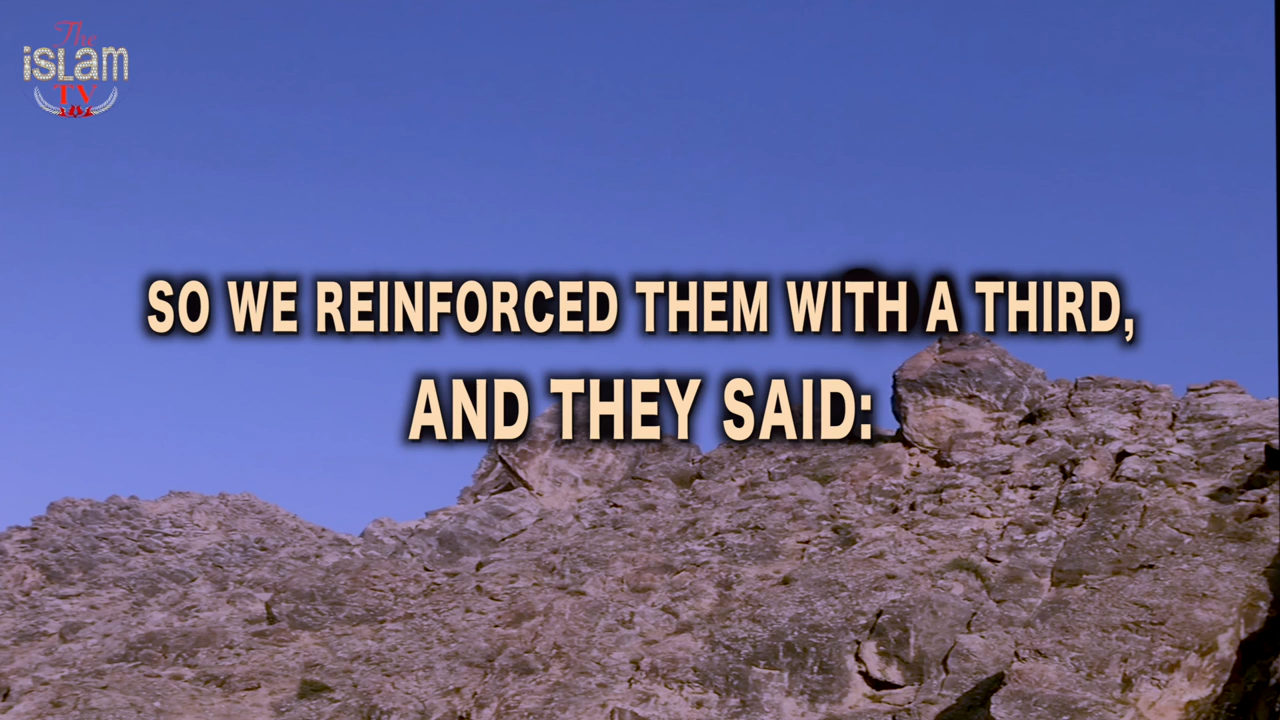 The
iSLAM
TV
SO WE REINFORCED THEM WITH A THIRD,
AND THEY SAID: